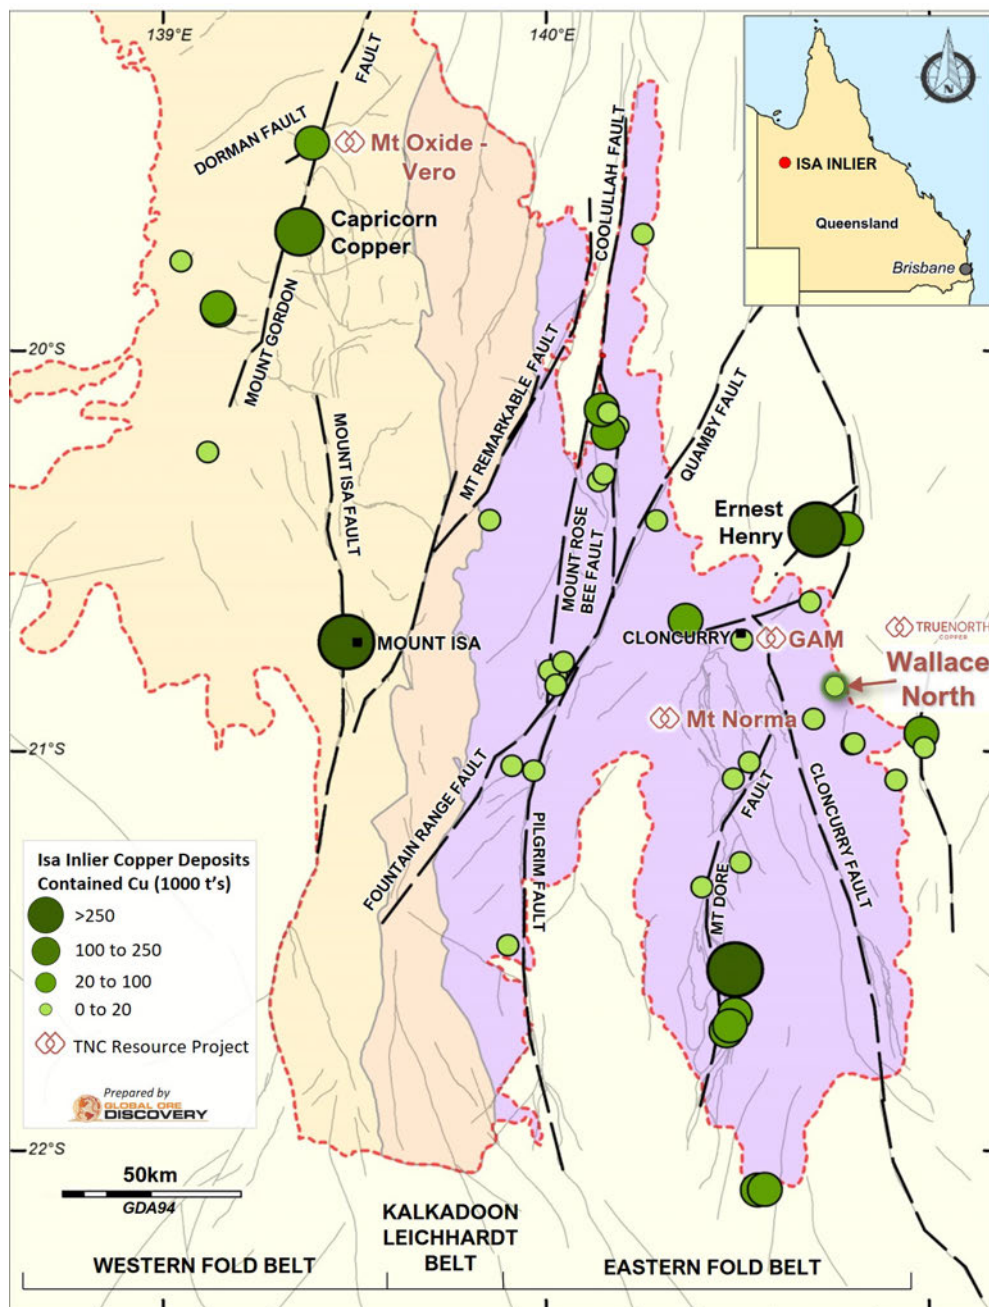 139°E
140°E
N
ISA INLIER
Queensland
Brisbane
FAULT
DORMAN FAULT
Mt Oxide -
Vero
Capricorn
Copper
MOUNT GORDON
COOLULLAH FAULT
20°S
MT REMARKABLE FAULT
MOUNT ISA FAULT
QUAMBY FAULT
MOUNT ROSE
BEE FAULT
Ernest
Henry
MOUNT ISA
CLONCURRY
GAM
TRUENORTH
COPPER
Wallace
North
Mt Norma
21°S
FOUNTAIN RANGE FAULT
PILGRIM FAULT
MT DORE
FAULT
CLONCURRY FAULT
Isa Inlier Copper Deposits
Contained Cu (1000 t's)
>250
100 to 250
20 to 100
0 to 20
TNC Resource Project
Prepared by
GLOBAL ORE
DISCOVERY
22°S
50km
GDA94
WESTERN FOLD BELT
KALKADOON
LEICHHARDT
BELT
EASTERN FOLD BELT